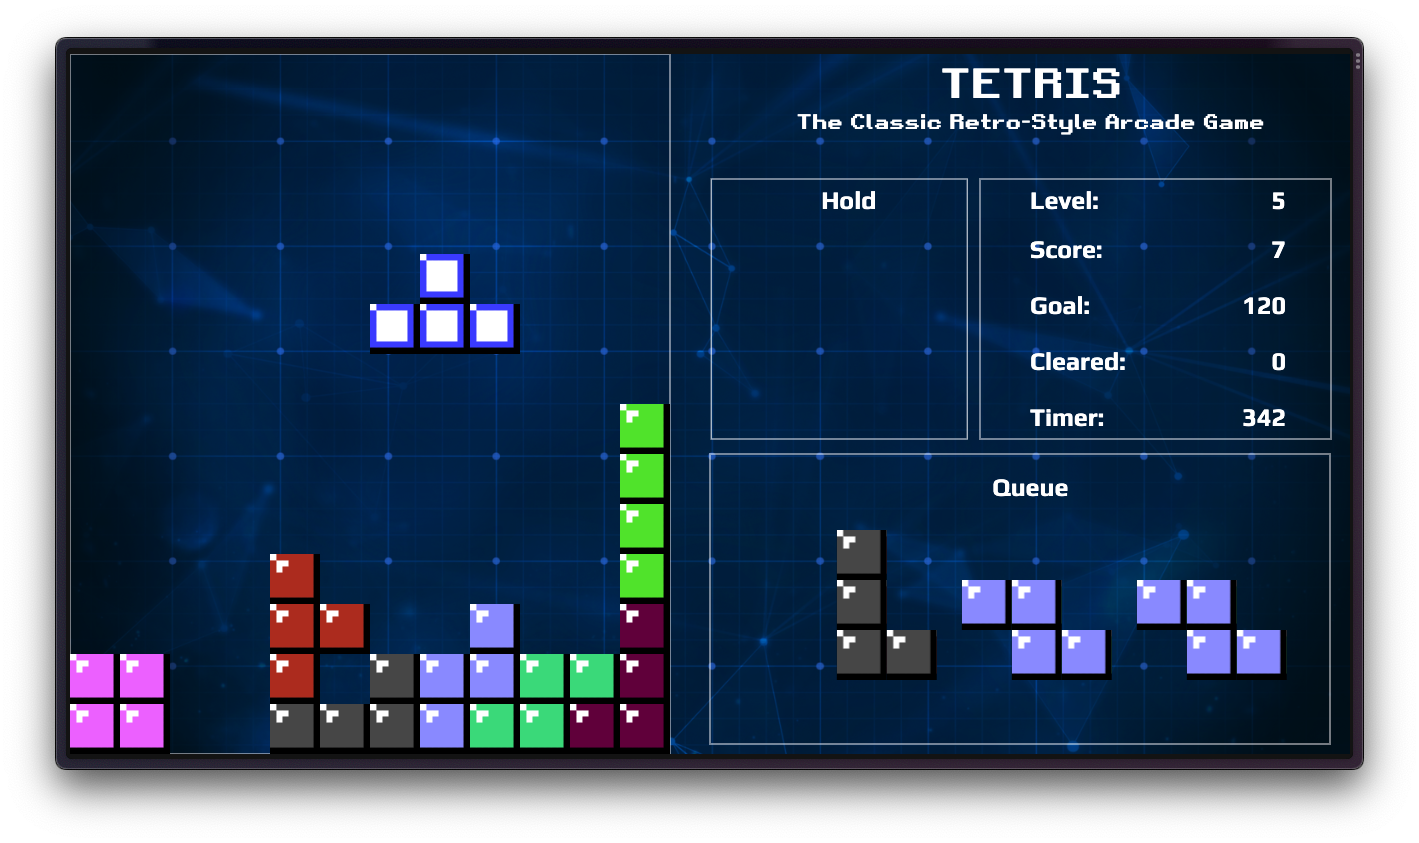 TETRIS
The Classic Retro-Style Arcade Game
Hold
Level: 5
Score: 7
Goal: 120
Cleared: 0
Timer: 342
Queue